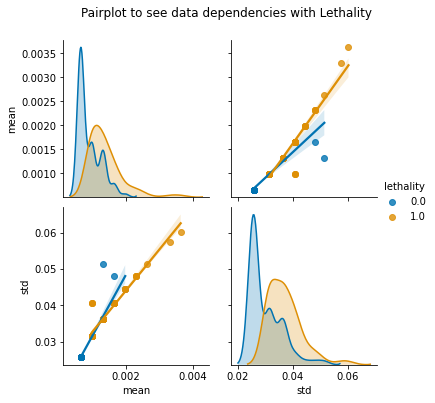 Pairplot to see data dependencies with Lethality
0.0035
0.0030
0.0025
0.0020
0.0015
0.0010
mean
lethality
0.0
1.0
0.06
0.05
0.04
0.03
std
0.002 0.004 0.02 0.04 0.06
mean std